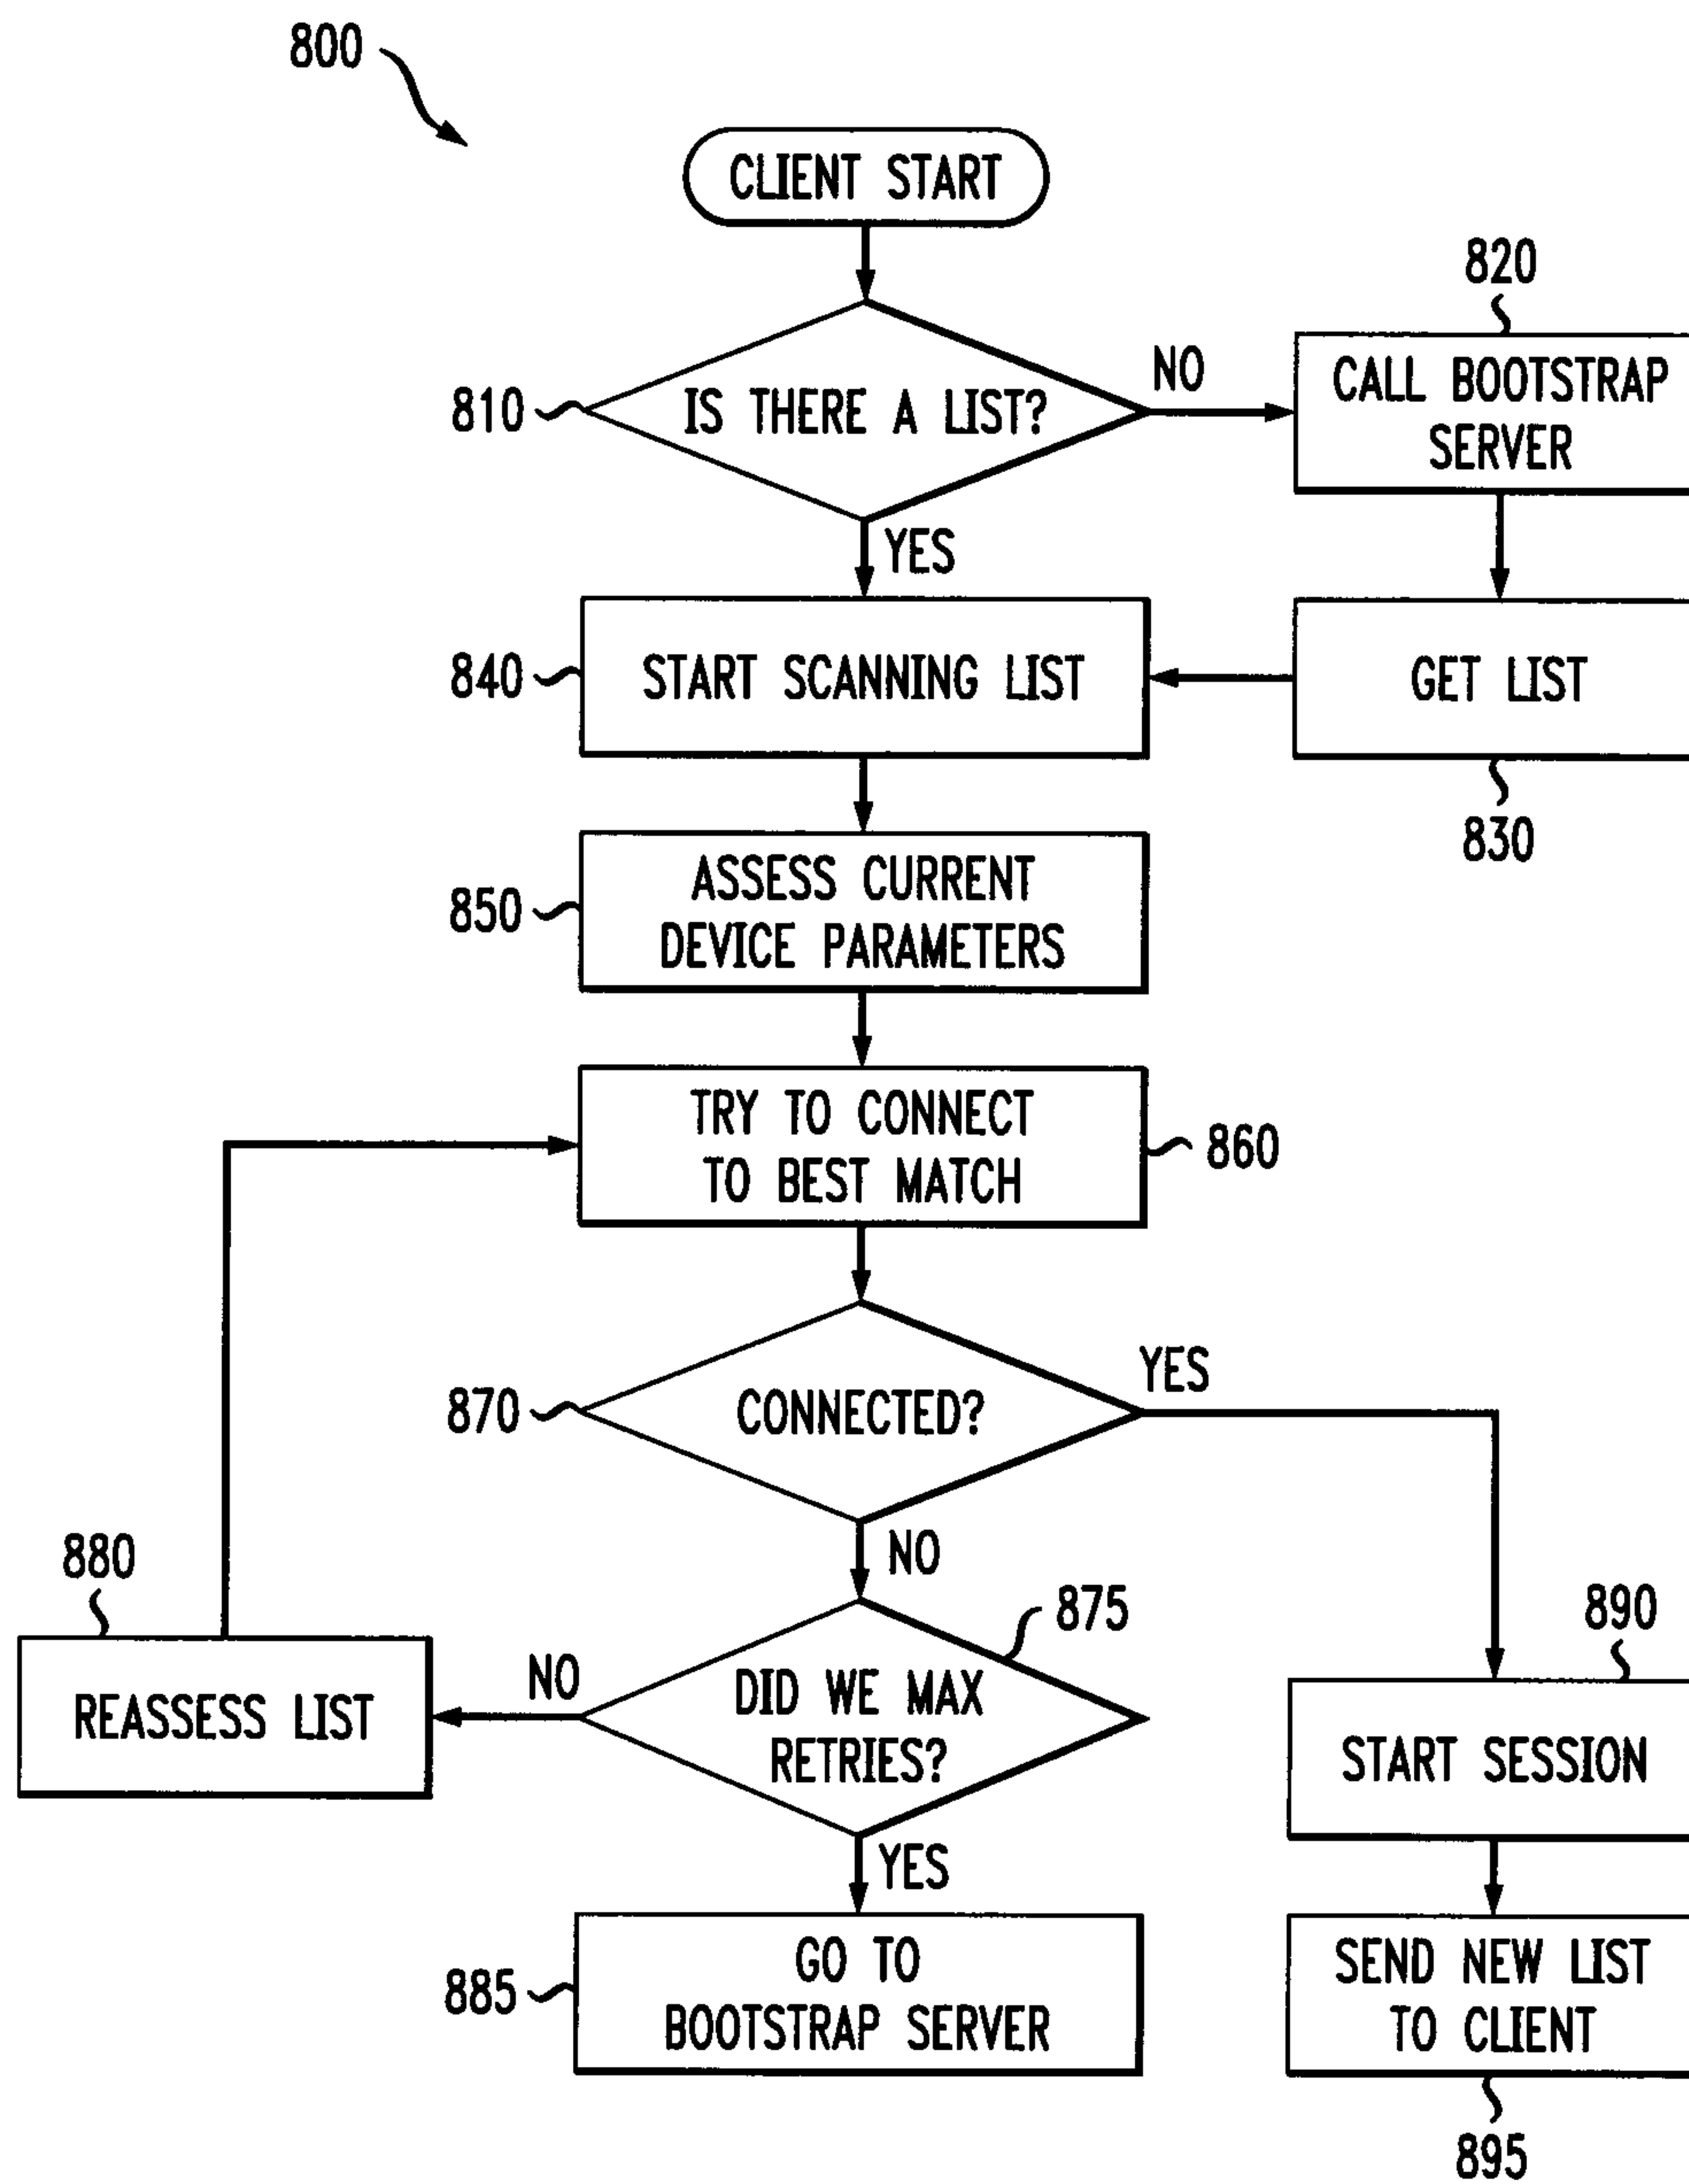 800
CLIENT START
820
810
IS THERE A LIST?
NO
CALL BOOTSTRAP
SERVER
YES
840
START SCANNING LIST
GET LIST
830
850
ASSESS CURRENT
DEVICE PARAMETERS
TRY TO CONNECT
TO BEST MATCH
860
870
CONNECTED?
YES
NO
880
875
890
REASSESS LIST
NO
DID WE MAX
RETRIES?
START SESSION
YES
885
GO TO
BOOTSTRAP SERVER
SEND NEW LIST
TO CLIENT
895